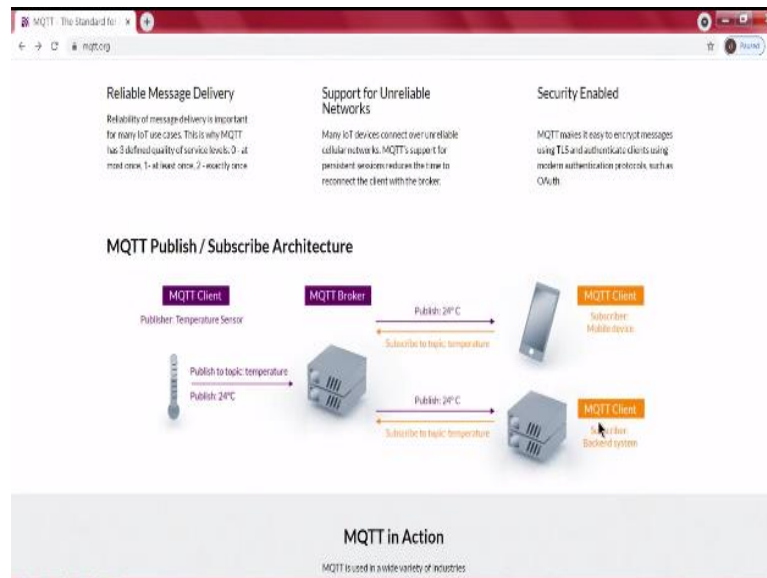 MQTT - The Standard for
mqtt.org
Paused
Reliable Message Delivery
Reliability of message delivery is important
for many IoT use cases. This is why MQTT
has 3 defined quality of service levels: 0 - at
most once, 1- at least once, 2 - exactly once
Support for Unreliable
Networks
Many IoT devices connect over unreliable
cellular networks. MQTT's support for
persistent sessions reduces the time to
reconnect the client with the broker.
Security Enabled
MQTT makes it easy to encrypt messages
using TLS and authenticate clients using
modern authentication protocols, such as
OAuth.
MQTT Publish / Subscribe Architecture
MQTT Client
Publisher: Temperature Sensor
Publish to topic: temperature
Publish: 24°C
MQTT Broker
Publish: 24° C
Subscribe to topic: temperature
MQTT Client
Subscriber:
Mobile device
Publish: 24° C
Subscribe to topic: temperature
MQTT Client
Subscriber:
Backend system
MQTT in Action
MQTT is used in a wide variety of industries